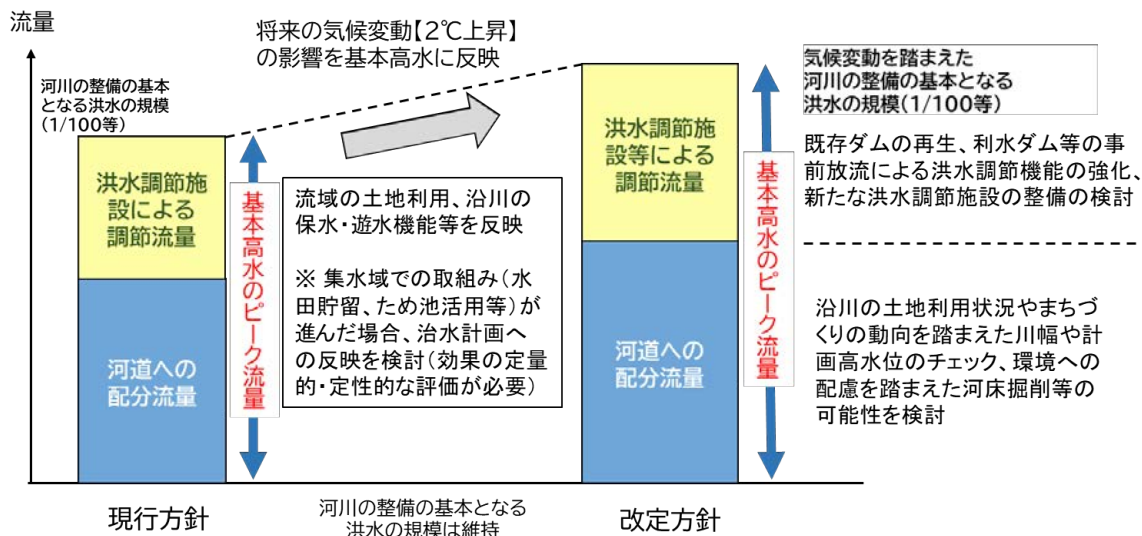 流量
将来の気候変動【2℃上昇】
の影響を基本高水に反映
河川の整備の基本
となる洪水の規模
(1/100等)
洪水調節施
設による
調節流量
河道への
配分流量
基本高水のピーク流量
流域の土地利用、沿川の
保水・遊水機能等を反映
※ 集水域での取組み(水
田貯留、ため池活用等)が
進んだ場合、治水計画へ
の反映を検討(効果の定量
的・定性的な評価が必要)
洪水調節施
設等による
調節流量
河道への
配分流量
基本高水のピーク流量
気候変動を踏まえた
河川の整備の基本となる
洪水の規模(1/100等)
既存ダムの再生、利水ダム等の事
前放流による洪水調節機能の強化、
新たな洪水調節施設の整備の検討
沿川の土地利用状況やまちづ
くりの動向を踏まえた川幅や計
画高水位のチェック、環境への
配慮を踏まえた河床掘削等の
可能性を検討
現行方針
河川の整備の基本となる
洪水の規模は維持
改定方針